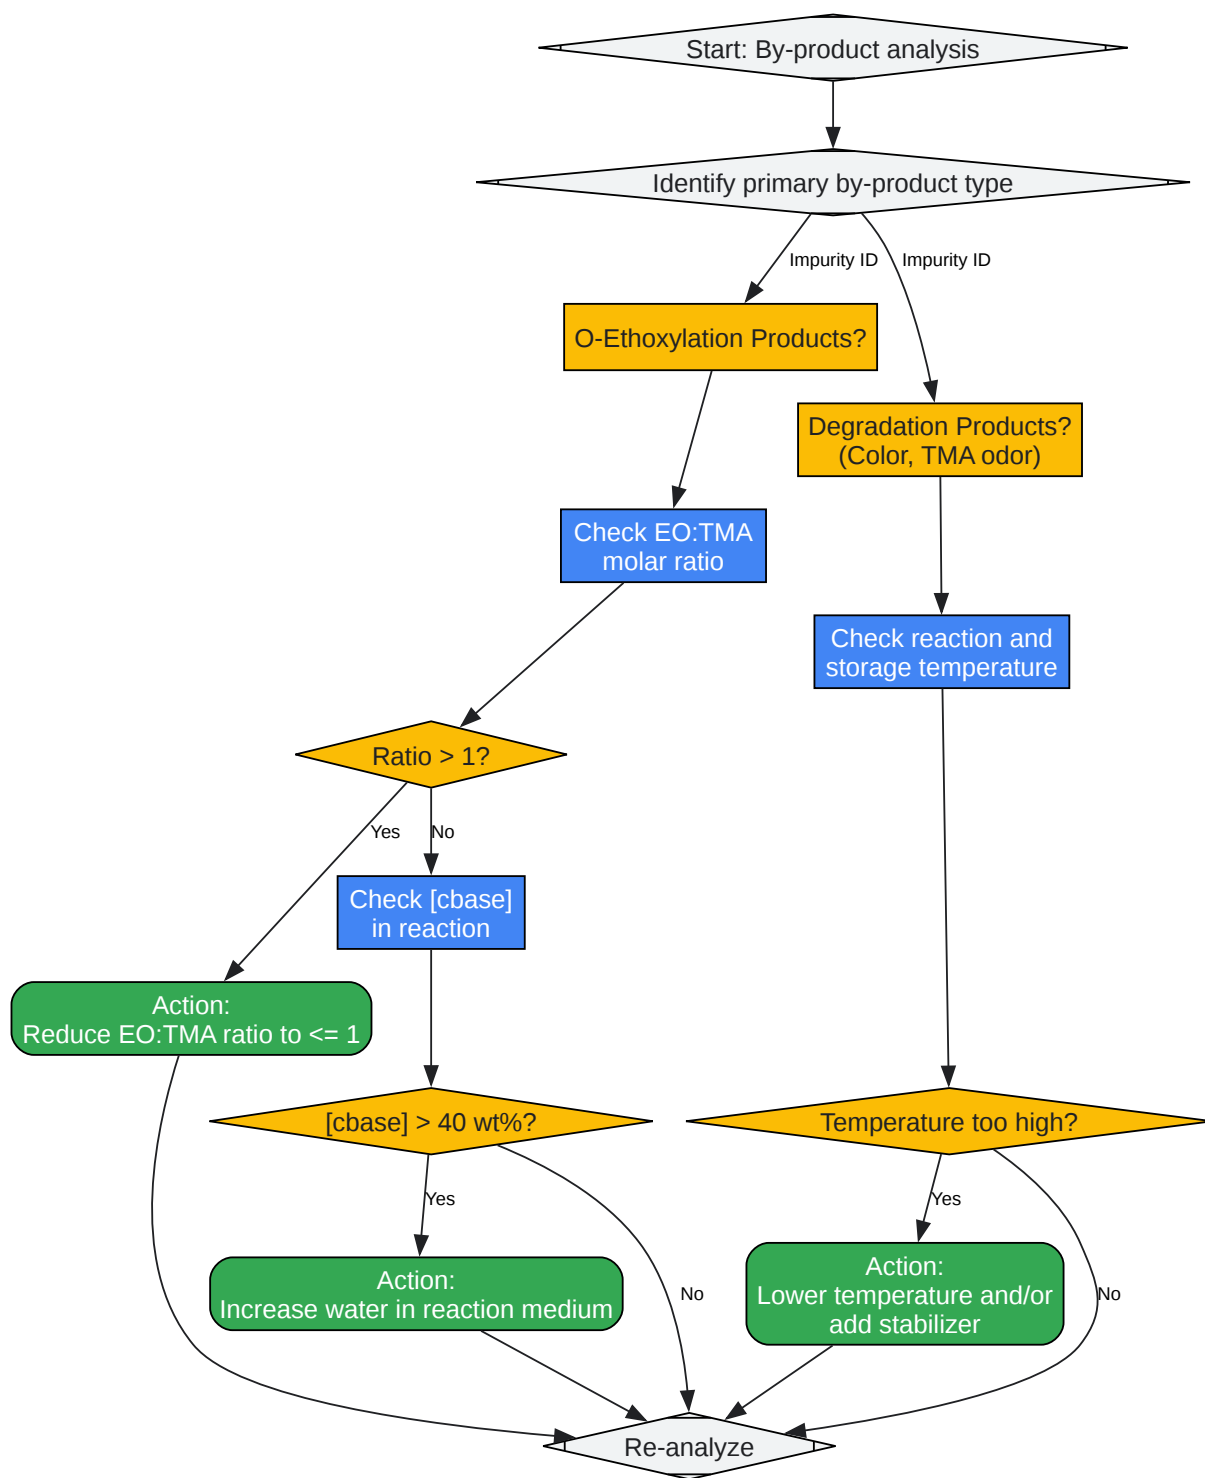 Start: By-product analysis
Identify primary by-product type
Impurity ID
Impurity ID
O-Ethoxylation Products?
Degradation Products?
(Color, TMA odor)
Check EO:TMA
molar ratio
Check reaction and
storage temperature
Ratio > 1?
Yes
No
Check [cbase]
in reaction
Action:
Reduce EO:TMA ratio to <= 1
[cbase] > 40 wt%?
Temperature too high?
Yes
Yes
Action:
Increase water in reaction medium
No
Action:
Lower temperature and/or
add stabilizer
No
Re-analyze